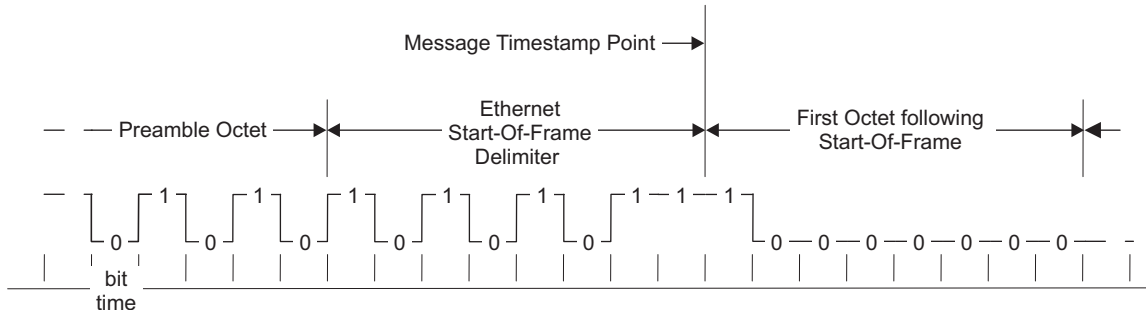 Message Timestamp Point
Preamble Octet
Ethernet
Start-Of-Frame
Delimiter
First Octet following
Start-Of-Frame
1 1 1 1 1 1 1 1
0 0 0 0 0 0 0 0 0 0 0 0 0
bit
time